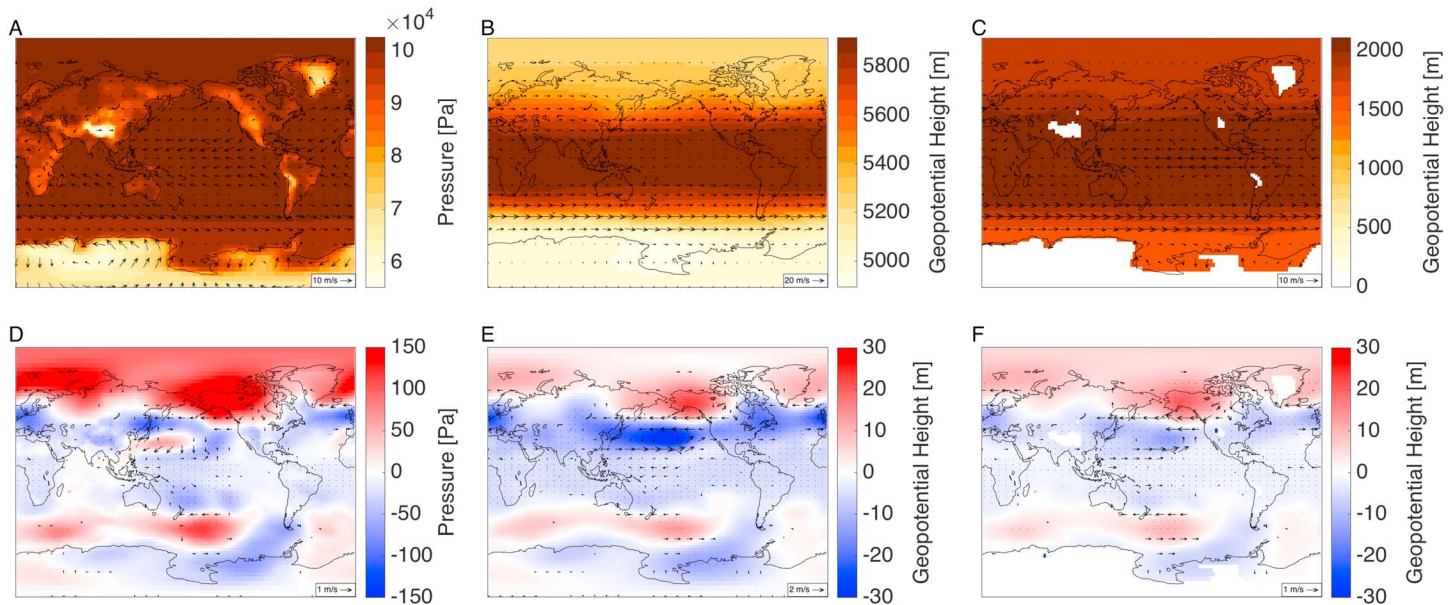 A
×10⁴
10
9
8
7
6
Pressure [Pa]
10 m/s
B
5800
5600
5400
5200
5000
Geopotential Height [m]
20 m/s
C
2000
1500
1000
500
0
Geopotential Height [m]
10 m/s
D
150
100
50
0
-50
-100
-150
Pressure [Pa]
1 m/s
E
30
20
10
0
-10
-20
-30
Geopotential Height [m]
2 m/s
F
30
20
10
0
-10
-20
-30
Geopotential Height [m]
1 m/s